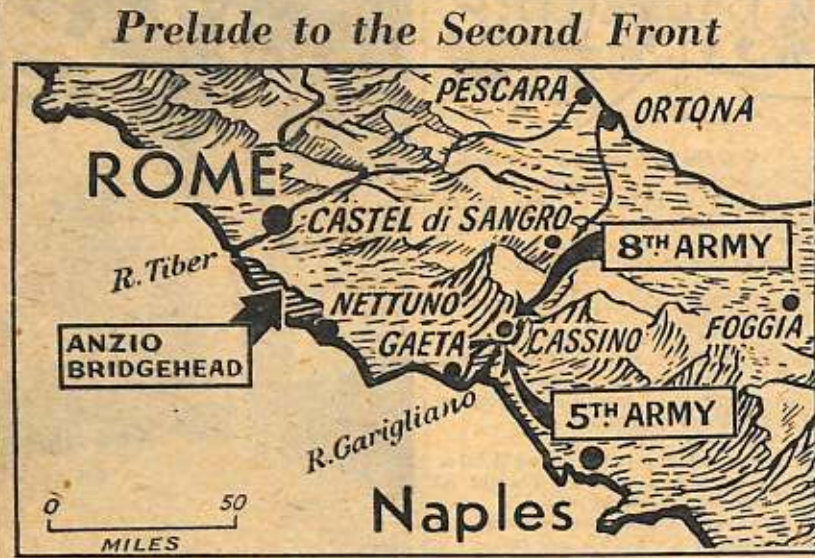 Prelude to the Second Front
PESCARA
ORTONA
ROME
CASTEL di SANGRO
8TH ARMY
R. Tiber
NETTUNO
ANZIO
BRIDGEHEAD
GAETA
CASSINO
FOGGIA
R. Garigliano
5TH ARMY
Naples
0 50
MILES